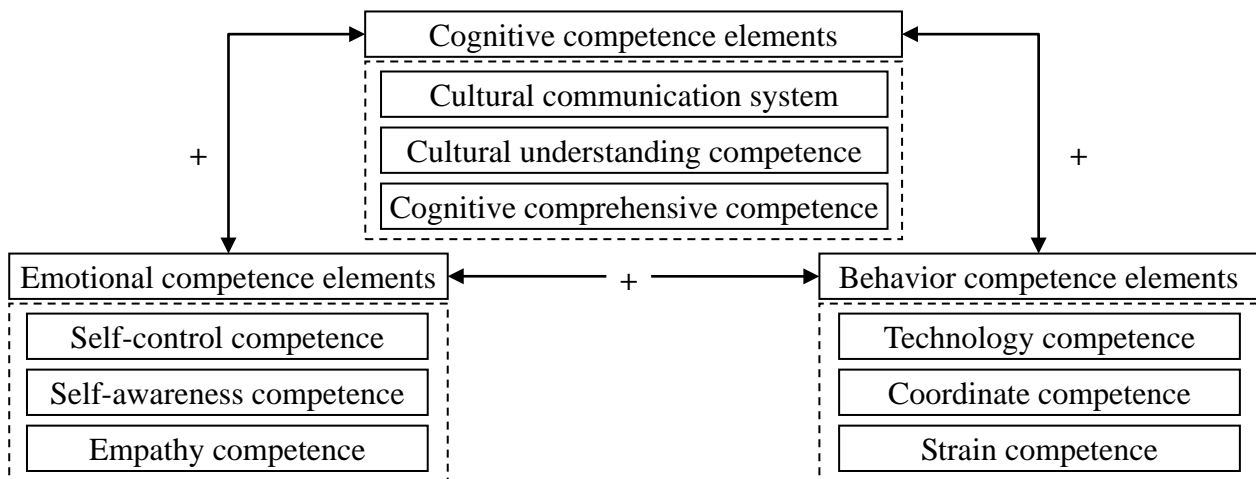 Cognitive competence elements
Cultural communication system
Cultural understanding competence
Cognitive comprehensive competence
+
+
Emotional competence elements
+
Behavior competence elements
Self-control competence
Self-awareness competence
Empathy competence
Technology competence
Coordinate competence
Strain competence